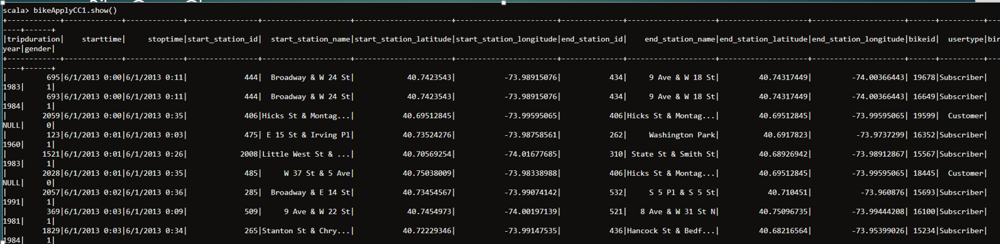 scala> bikeApplyCC1.show()
+------------+-------------+-------------+----------------+--------------------+----------------------+-----------------------+--------------+--------------------+--------------------+---------------------+------+----------+---
----+------+
|tripduration|    starttime|     stoptime|start_station_id|  start_station_name|start_station_latitude|start_station_longitude|end_station_id|    end_station_name|end_station_latitude|end_station_longitude|bikeid|  usertype|bir
year|gender|
+------------+-------------+-------------+----------------+--------------------+----------------------+-----------------------+--------------+--------------------+--------------------+---------------------+------+----------+---
----+------+
|         695|6/1/2013 0:00|6/1/2013 0:11|             444|  Broadway & W 24 St|            40.7423543|           -73.98915076|           434|      9 Ave & W 18 St|         40.74317449|         -74.00366443| 19678|Subscriber|
1983|     1|
|         693|6/1/2013 0:00|6/1/2013 0:11|             444|  Broadway & W 24 St|            40.7423543|           -73.98915076|           434|      9 Ave & W 18 St|         40.74317449|         -74.00366443| 16649|Subscriber|
1984|     1|
|        2059|6/1/2013 0:00|6/1/2013 0:35|             406|Hicks St & Montag...|           40.69512845|           -73.99595065|           406|Hicks St & Montag...|         40.69512845|         -73.99595065| 19599|  Customer|
NULL|     0|
|         123|6/1/2013 0:01|6/1/2013 0:03|             475|  E 15 St & Irving Pl|           40.73524276|           -73.98758561|           262|     Washington Park|          40.6917823|          -73.9737299| 16352|Subscriber|
1960|     1|
|        1521|6/1/2013 0:01|6/1/2013 0:26|            2008|Little West St & ...|           40.70569254|           -74.01677685|           310| State St & Smith St|         40.68926942|         -73.98912867| 15567|Subscriber|
1983|     1|
|        2028|6/1/2013 0:01|6/1/2013 0:35|             485|     W 37 St & 5 Ave|           40.75038009|           -73.98338988|           406|Hicks St & Montag...|         40.69512845|         -73.99595065| 18445|  Customer|
NULL|     0|
|        2057|6/1/2013 0:02|6/1/2013 0:36|             285|  Broadway & E 14 St|           40.73454567|           -73.99074142|           532|     S 5 Pl & S 5 St|           40.710451|           -73.960876| 15693|Subscriber|
1991|     1|
|         369|6/1/2013 0:03|6/1/2013 0:09|             509|     9 Ave & W 22 St|            40.7454973|           -74.00197139|           521|   8 Ave & W 31 St N|         40.75096735|         -73.99444208| 16100|Subscriber|
1981|     1|
|        1829|6/1/2013 0:03|6/1/2013 0:34|             265|Stanton St & Chry...|           40.72229346|           -73.99147535|           436|Hancock St & Bedf...|         40.68216564|         -73.95399026| 15234|Subscriber|
1984|     1|